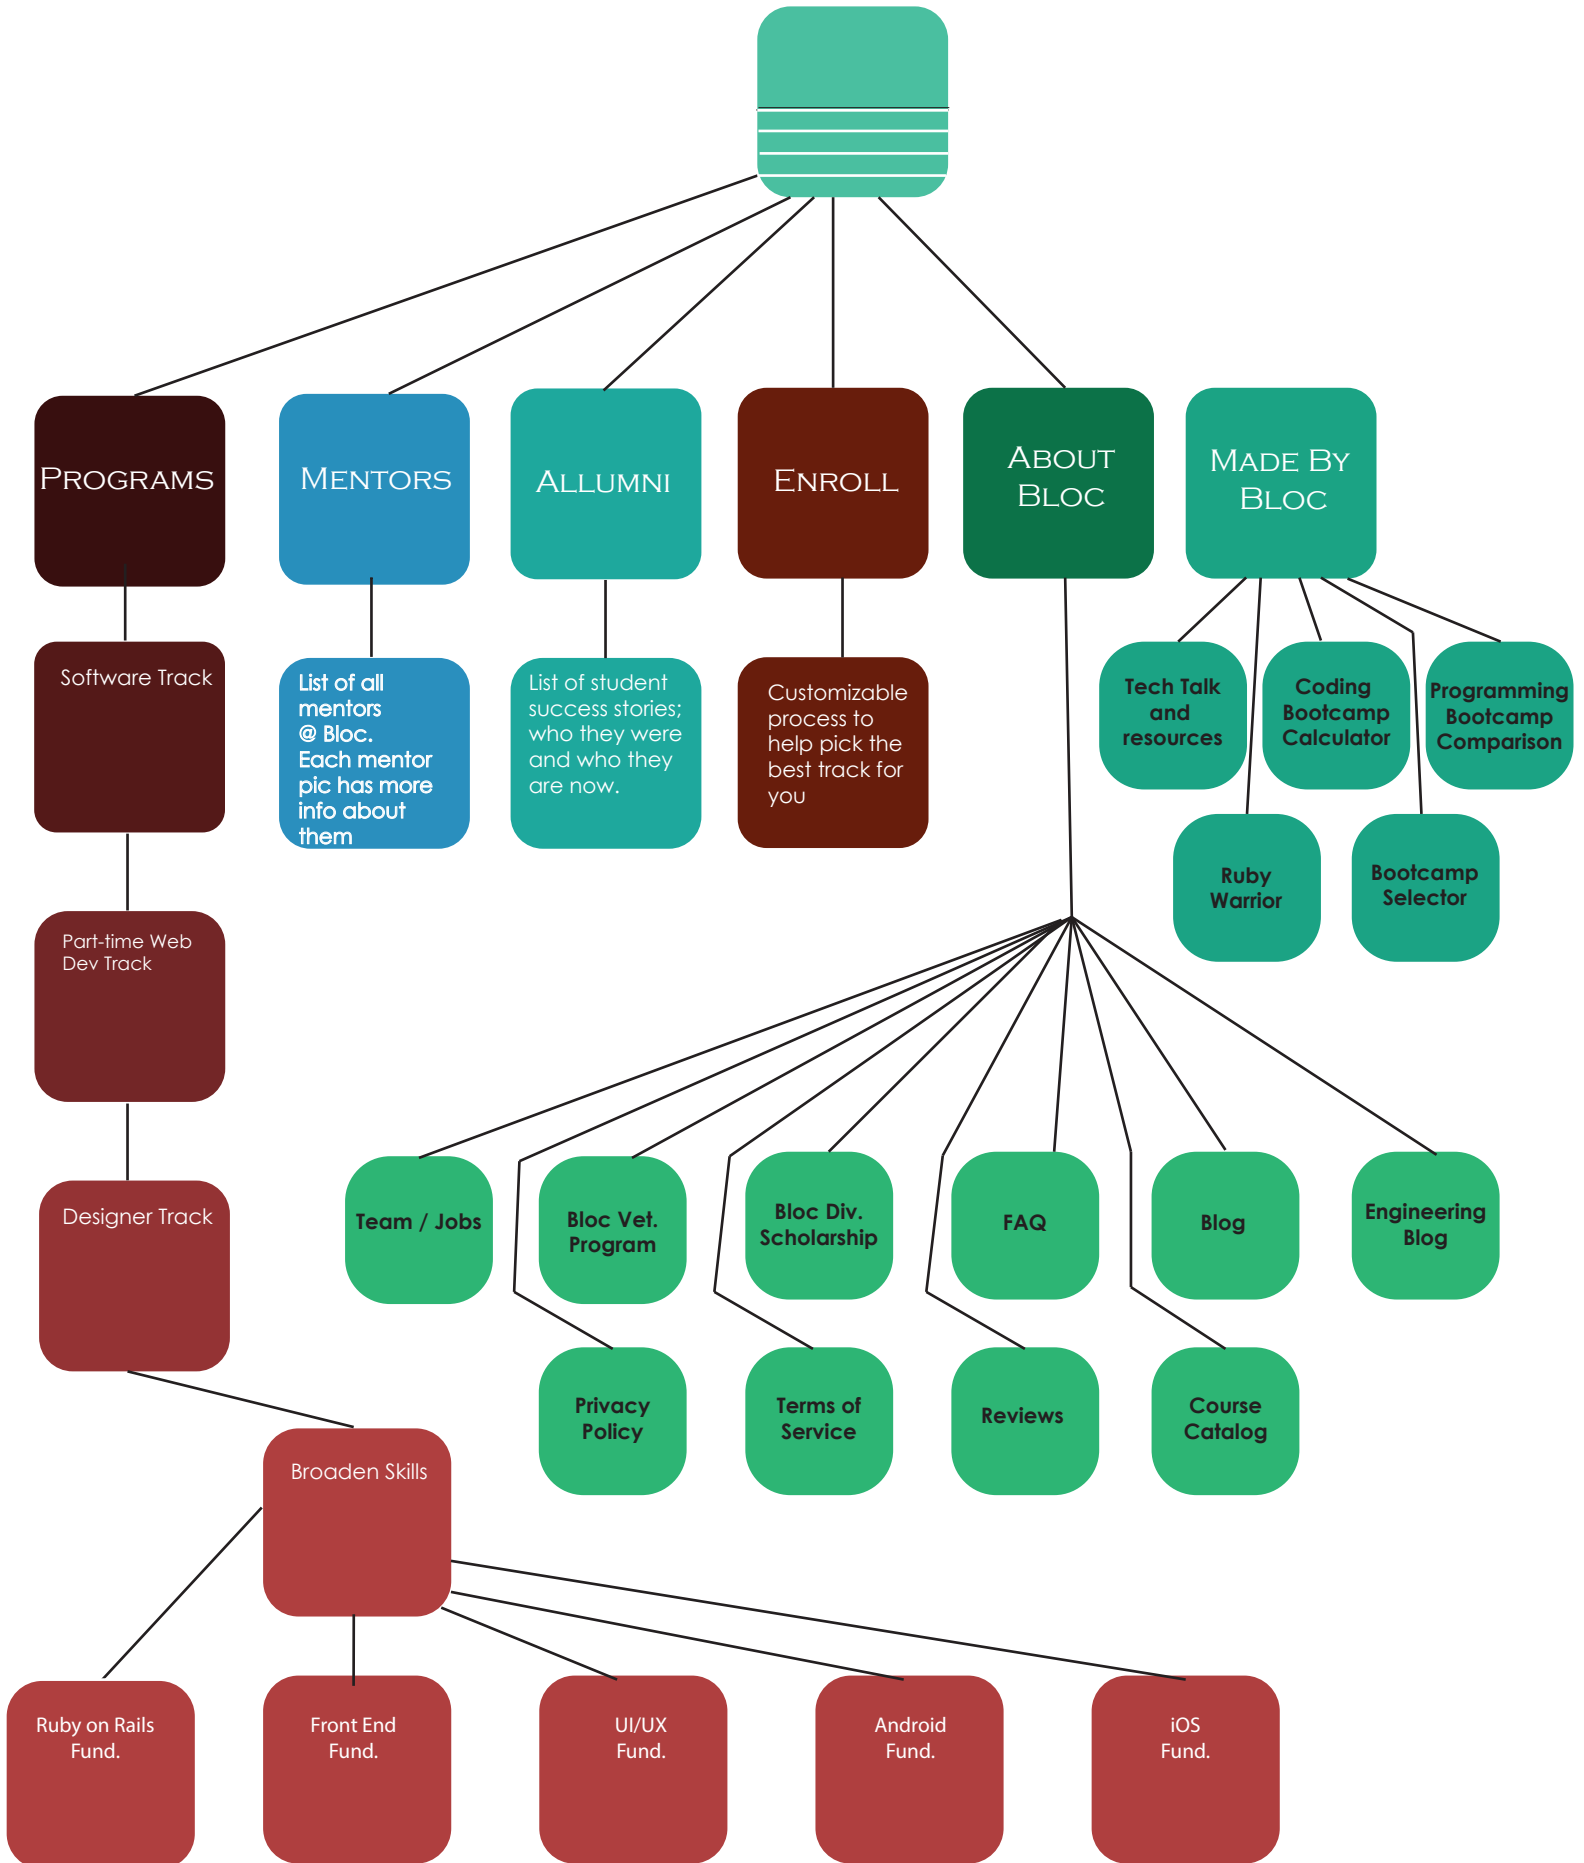 PROGRAMS
MENTORS
ALLUMNI
ENROLL
ABOUT
BLOC
MADE BY
BLOC
Software Track
List of all
mentors
@ Bloc.
Each mentor
pic has more
info about
them
List of student
success stories;
who they were
and who they
are now.
Customizable
process to
help pick the
best track for
you
Tech Talk
and
resources
Coding
Bootcamp
Calculator
Programming
Bootcamp
Comparison
Ruby
Warrior
Bootcamp
Selector
Part-time Web
Dev Track
Designer Track
Team / Jobs
Bloc Vet.
Program
Bloc Div.
Scholarship
FAQ
Blog
Engineering
Blog
Privacy
Policy
Terms of
Service
Reviews
Course
Catalog
Broaden Skills
Ruby on Rails
Fund.
Front End
Fund.
UI/UX
Fund.
Android
Fund.
iOS
Fund.